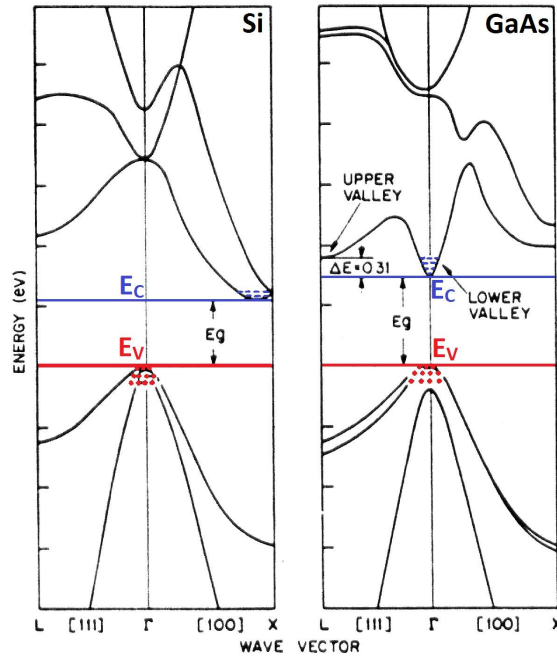 Si
GaAs
UPPER
VALLEY
ΔE=0.31
E_C
E_C
LOWER
VALLEY
Eg
Eg
E_V
E_V
ENERGY (eV)
L [111] Γ [100] X
L [111] Γ [100] X
WAVE VECTOR